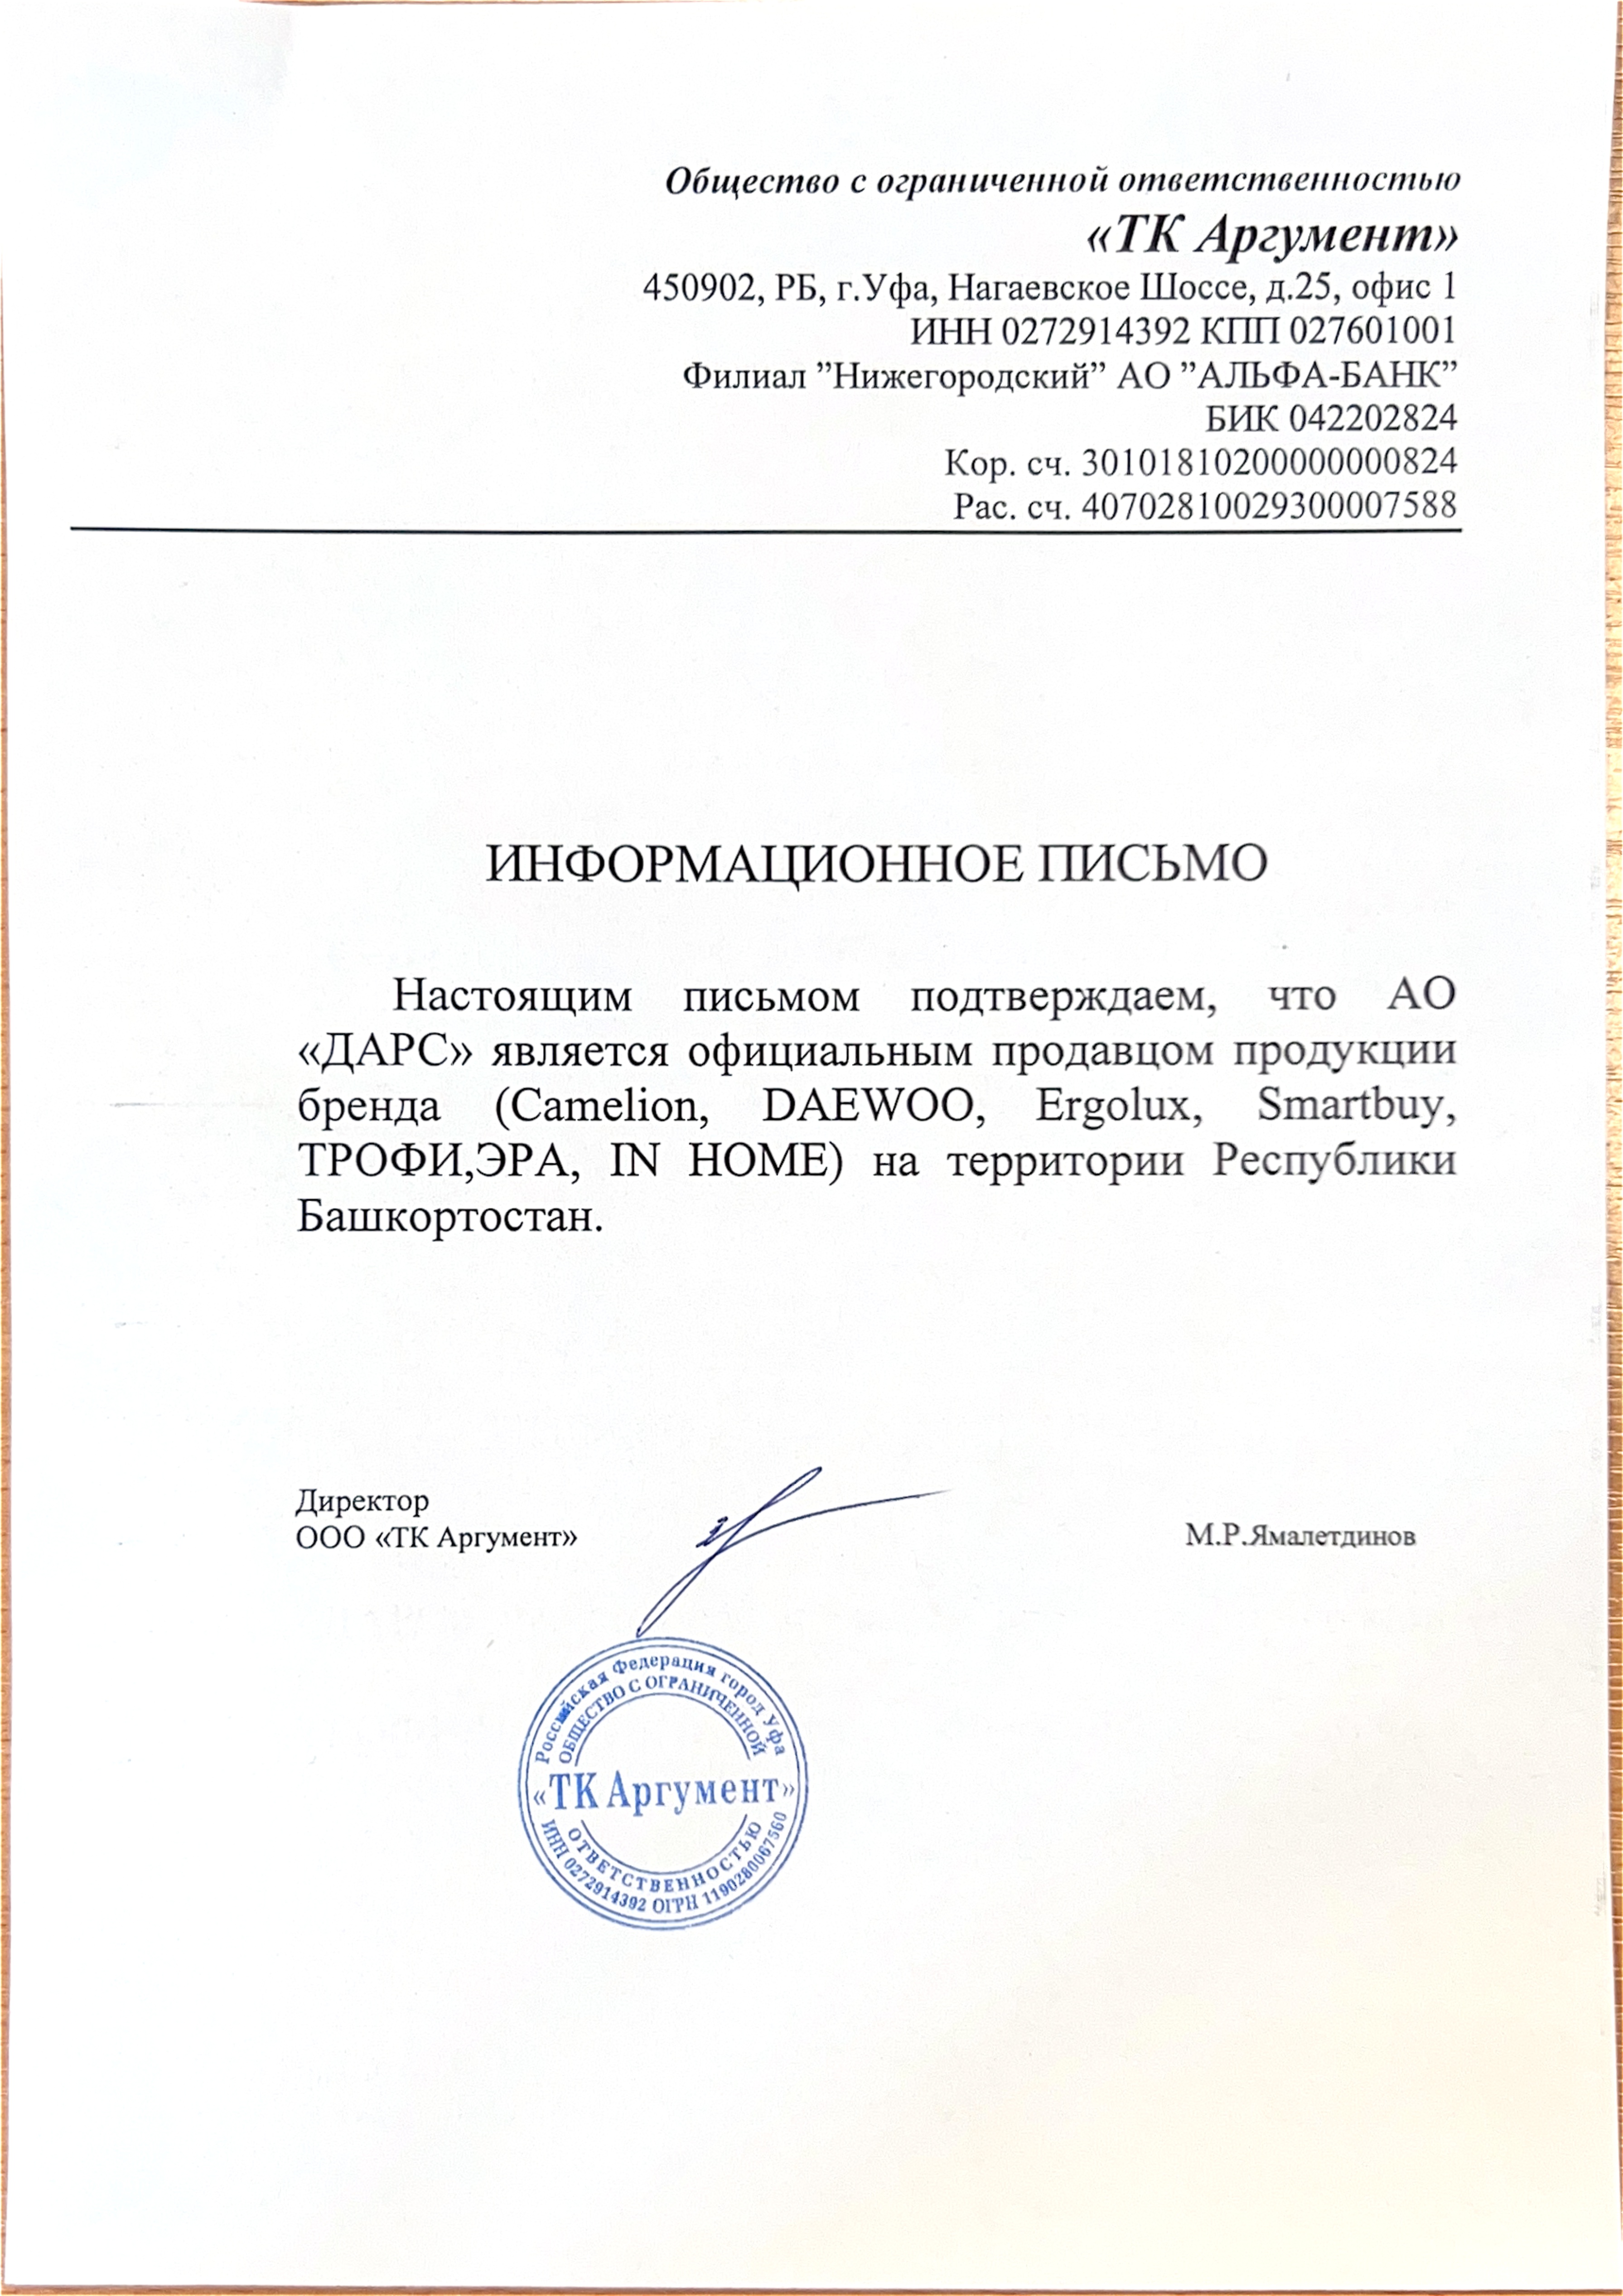 Общество с ограниченной ответственностью
«ТК Аргумент»
450902, РБ, г.Уфа, Нагаевское Шоссе, д.25, офис 1
ИНН 0272914392 КПП 027601001
Филиал ”Нижегородский” АО ”АЛЬФА-БАНК”
БИК 042202824
Кор. сч. 30101810200000000824
Рас. сч. 40702810029300007588
ИНФОРМАЦИОННОЕ ПИСЬМО
Настоящим письмом подтверждаем, что АО
«ДАРС» является официальным продавцом продукции
бренда (Camelion, DAEWOO, Ergolux, Smartbuy,
ТРОФИ,ЭРА, IN HOME) на территории Республики
Башкортостан.
Директор
ООО «ТК Аргумент»
М.Р.Ямалетдинов
Российская Федерация город Уфа
ОБЩЕСТВО С ОГРАНИЧЕННОЙ
«ТК Аргумент»
ОТВЕТСТВЕННОСТЬЮ
ИНН 0272914392 ОГРН 1190280067560